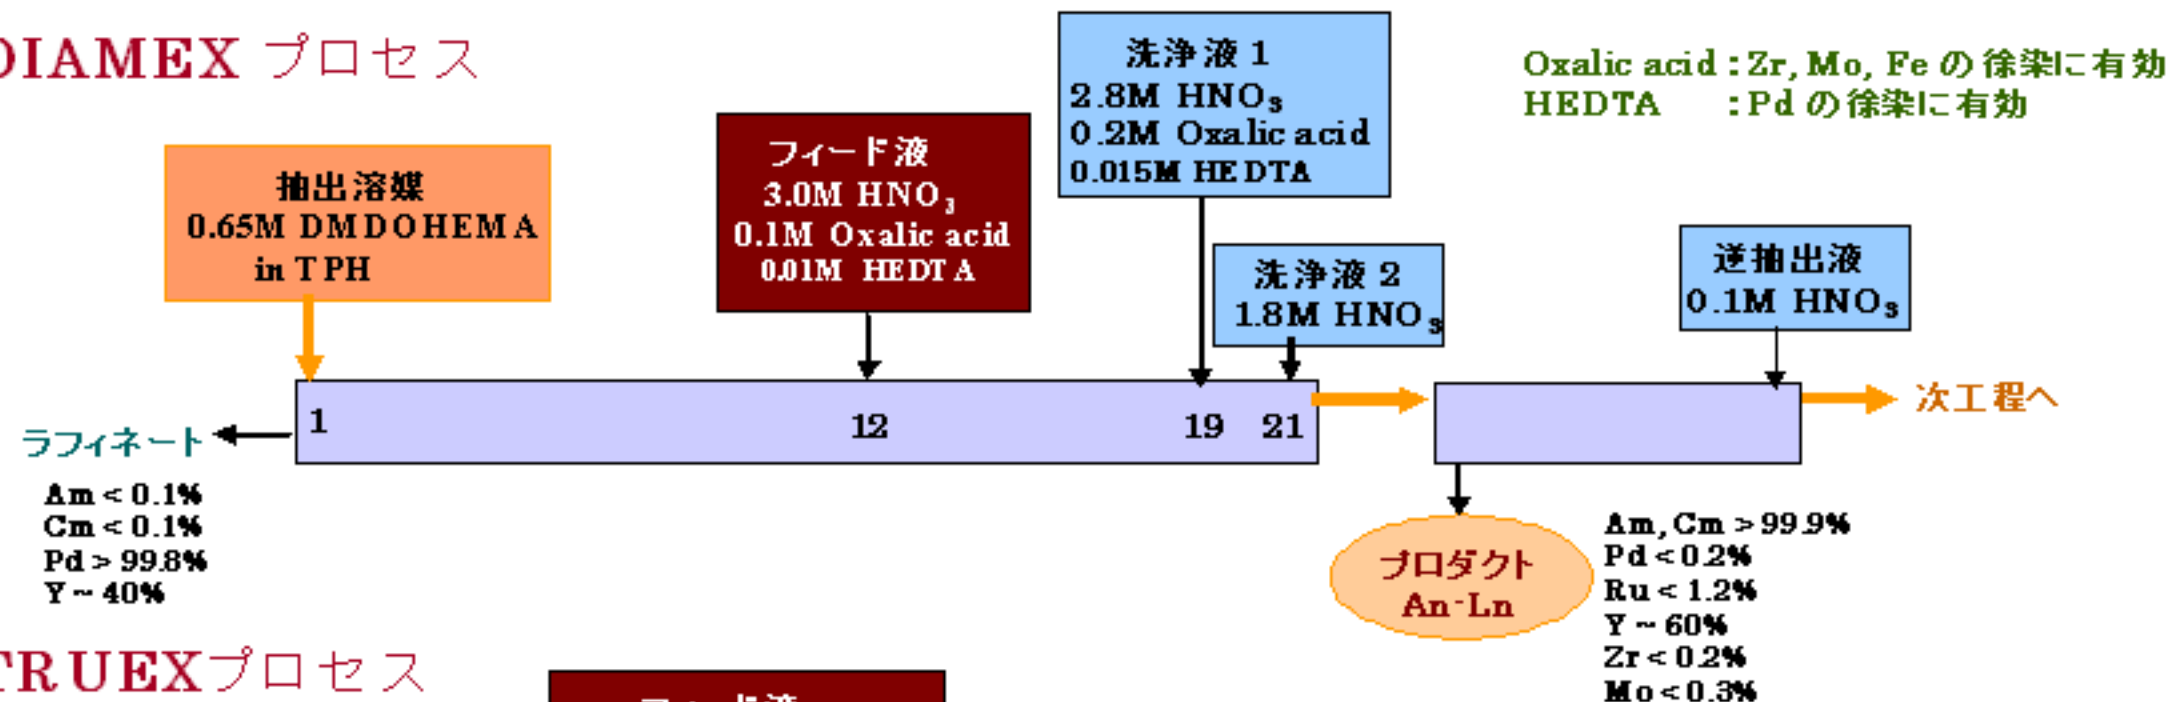 DIAMEX プロセス
Oxalic acid : Zr, Mo, Fe の 徐染に有効
HEDTA : Pd の 徐染に有効
抽出溶媒
0.65M DMDOHEMA
in TPH
フィード液
3.0M HNO₃
0.1M Oxalic acid
0.01M HEDTA
洗浄液 1
2.8M HNO₃
0.2M Oxalic acid
0.015M HEDTA
洗浄液 2
1.8M HNO₃
逆抽出液
0.1M HNO₃
1
12
19
21
次工程へ
ラフィネート
Am < 0.1%
Cm < 0.1%
Pd > 99.8%
Y ~ 40%
プロダクト
An-Ln
Am, Cm > 99.9%
Pd < 0.2%
Ru < 1.2%
Y ~ 60%
Zr < 0.2%
Mo < 0.3%
TRUEXプロセス